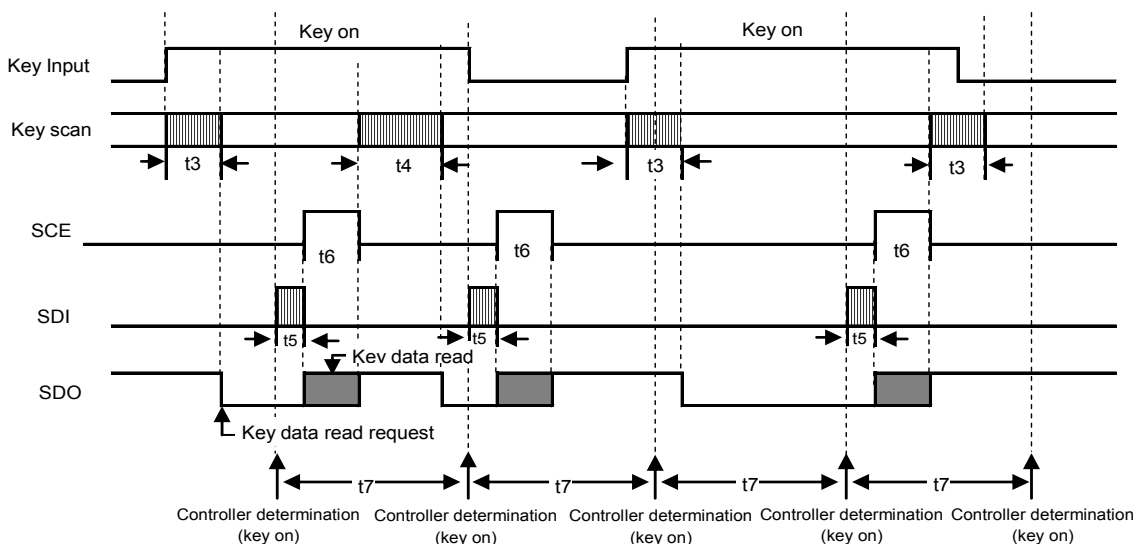 Key on
Key on
Key Input
Key scan
t3
t4
t3
t3
SCE
t6
t6
t6
SDI
t5
t5
t5
Kev data read
SDO
Key data read request
t7
t7
t7
t7
Controller determination
(key on)
Controller determination
(key on)
Controller determination
(key on)
Controller determination
(key on)
Controller determination
(key on)